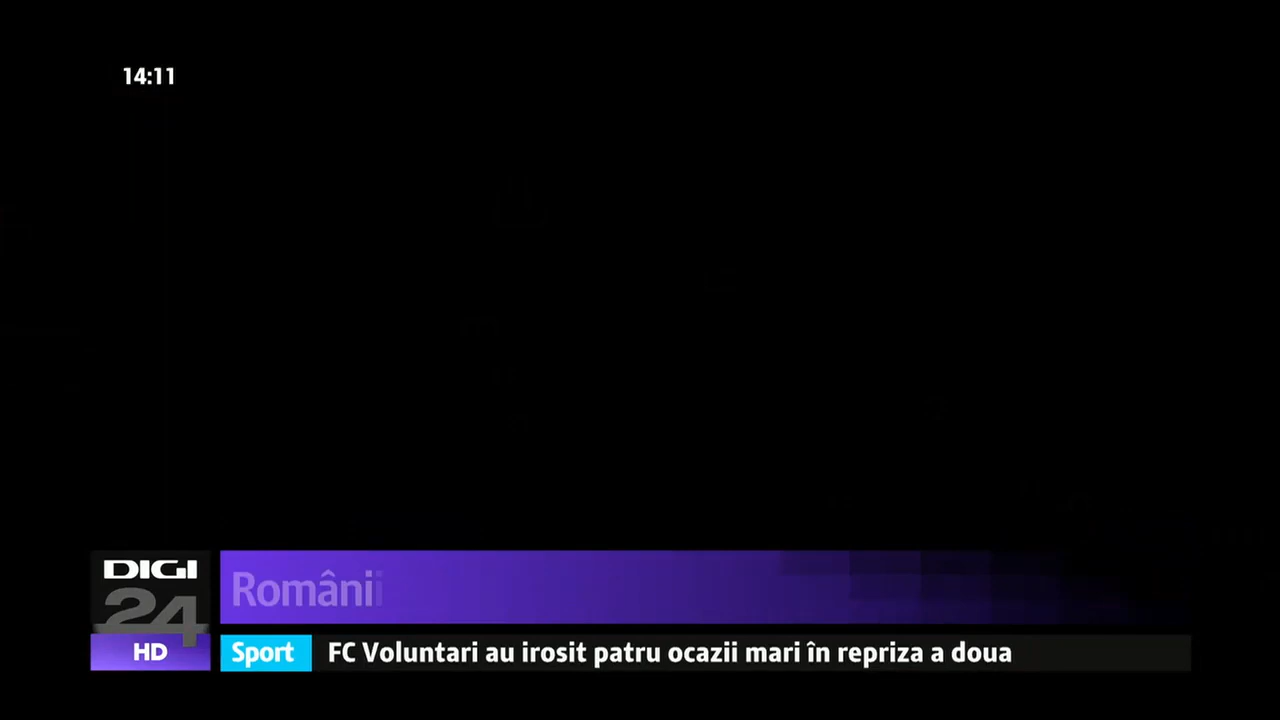 14:11
DIGI
24
HD
Românii
Sport FC Voluntari au irosit patru ocazii mari în repriza a doua